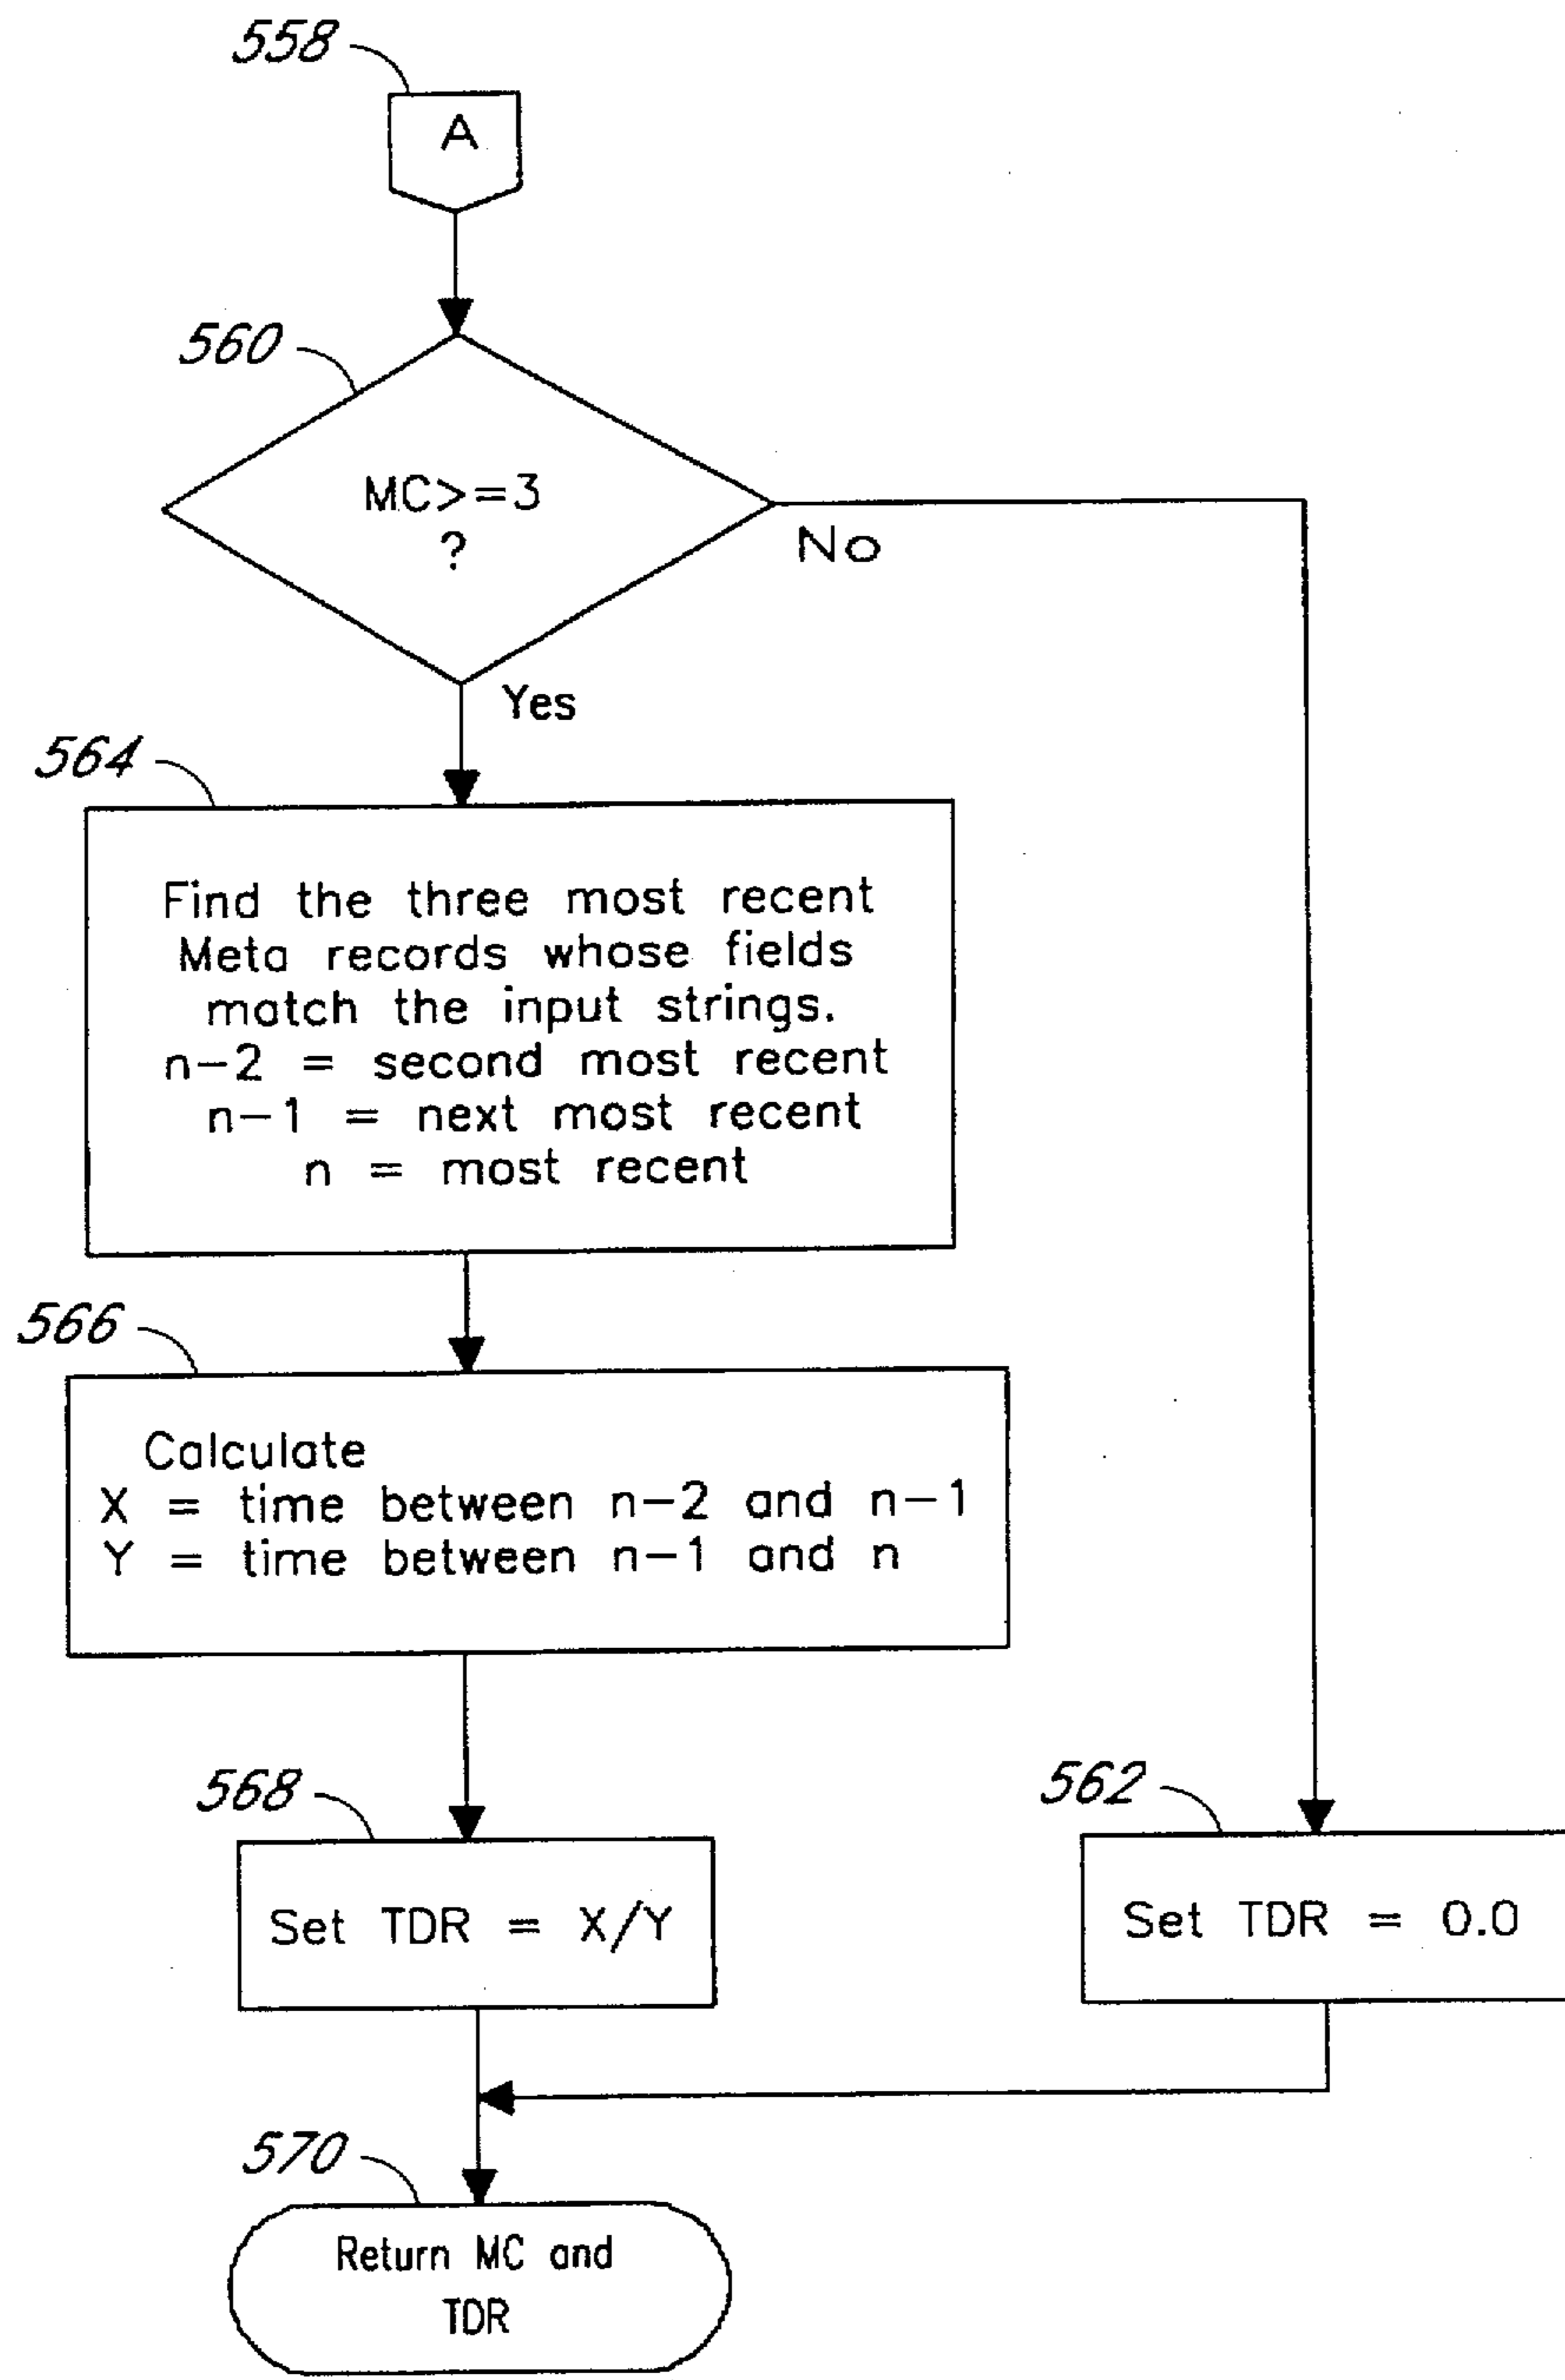 558
A
560
MC>=3
?
No
Yes
564
Find the three most recent
Meta records whose fields
match the input strings.
n-2 = second most recent
n-1 = next most recent
n = most recent
566
Calculate
X = time between n-2 and n-1
Y = time between n-1 and n
568
Set TDR = X/Y
562
Set TDR = 0.0
570
Return MC and
TDR